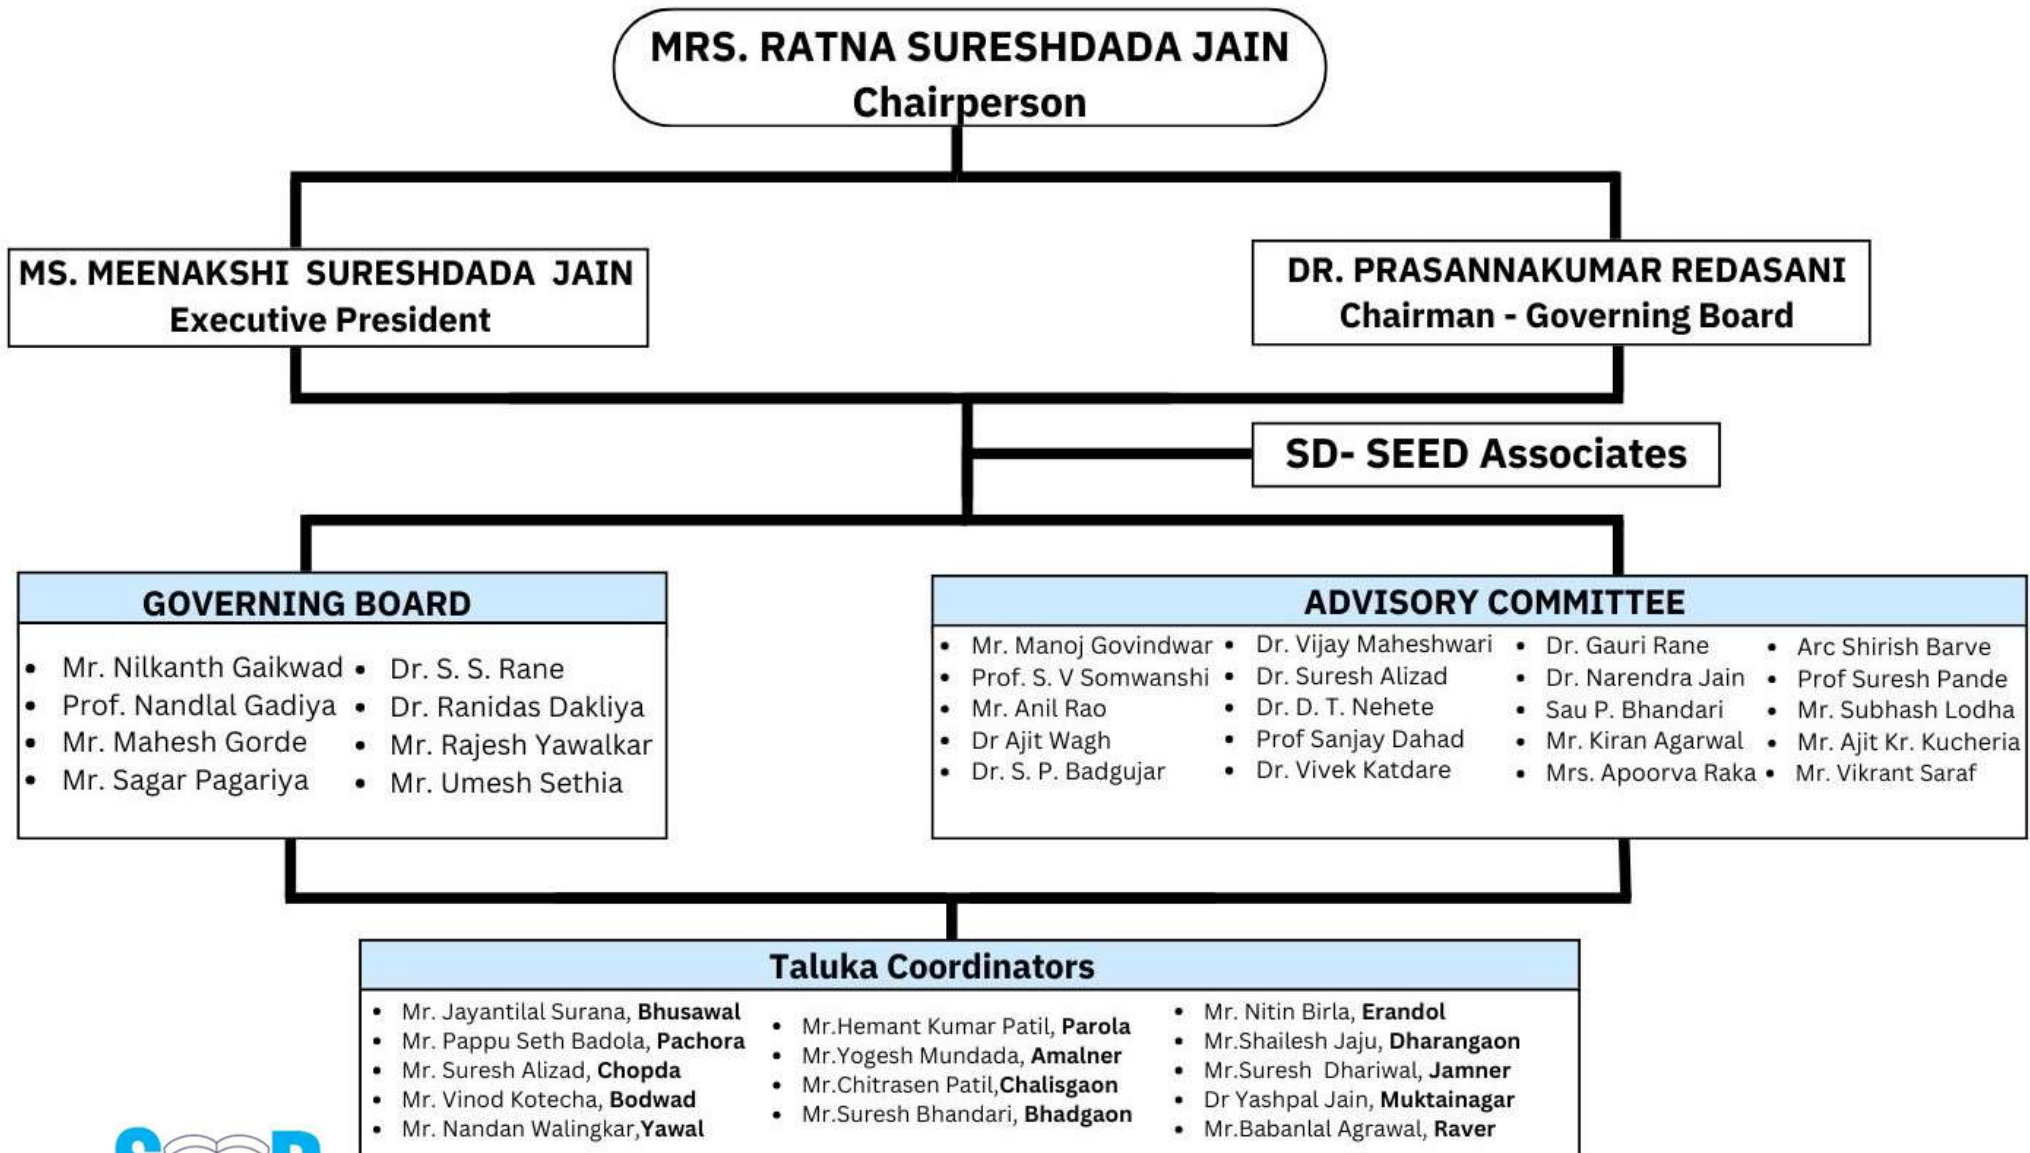 MRS. RATNA SURESHDADA JAIN
Chairperson
MS. MEENAKSHI SURESHDADA JAIN
Executive President
DR. PRASANNAKUMAR REDASANI
Chairman - Governing Board
SD- SEED Associates
GOVERNING BOARD
• Mr. Nilkanth Gaikwad
• Prof. Nandlal Gadiya
• Mr. Mahesh Gorde
• Mr. Sagar Pagariya
• Dr. S. S. Rane
• Dr. Ranidas Dakliya
• Mr. Rajesh Yawalkar
• Mr. Umesh Sethia
ADVISORY COMMITTEE
• Mr. Manoj Govindwar
• Prof. S. V Somwanshi
• Mr. Anil Rao
• Dr Ajit Wagh
• Dr. S. P. Badgujar
• Dr. Vijay Maheshwari
• Dr. Suresh Alizad
• Dr. D. T. Nehete
• Prof Sanjay Dahad
• Dr. Vivek Katdare
• Dr. Gauri Rane
• Dr. Narendra Jain
• Sau P. Bhandari
• Mr. Kiran Agarwal
• Mrs. Apoorva Raka
• Arc Shirish Barve
• Prof Suresh Pande
• Mr. Subhash Lodha
• Mr. Ajit Kr. Kucheria
• Mr. Vikrant Saraf
Taluka Coordinators
• Mr. Jayantilal Surana, Bhusawal
• Mr. Pappu Seth Badola, Pachora
• Mr. Suresh Alizad, Chopda
• Mr. Vinod Kotecha, Bodwad
• Mr. Nandan Walingkar,Yawal
• Mr.Hemant Kumar Patil, Parola
• Mr.Yogesh Mundada, Amalner
• Mr.Chitrasen Patil,Chalisgaon
• Mr.Suresh Bhandari, Bhadgaon
• Mr. Nitin Birla, Erandol
• Mr.Shailesh Jaju, Dharangaon
• Mr.Suresh Dhariwal, Jamner
• Dr Yashpal Jain, Muktainagar
• Mr.Babanlal Agrawal, Raver